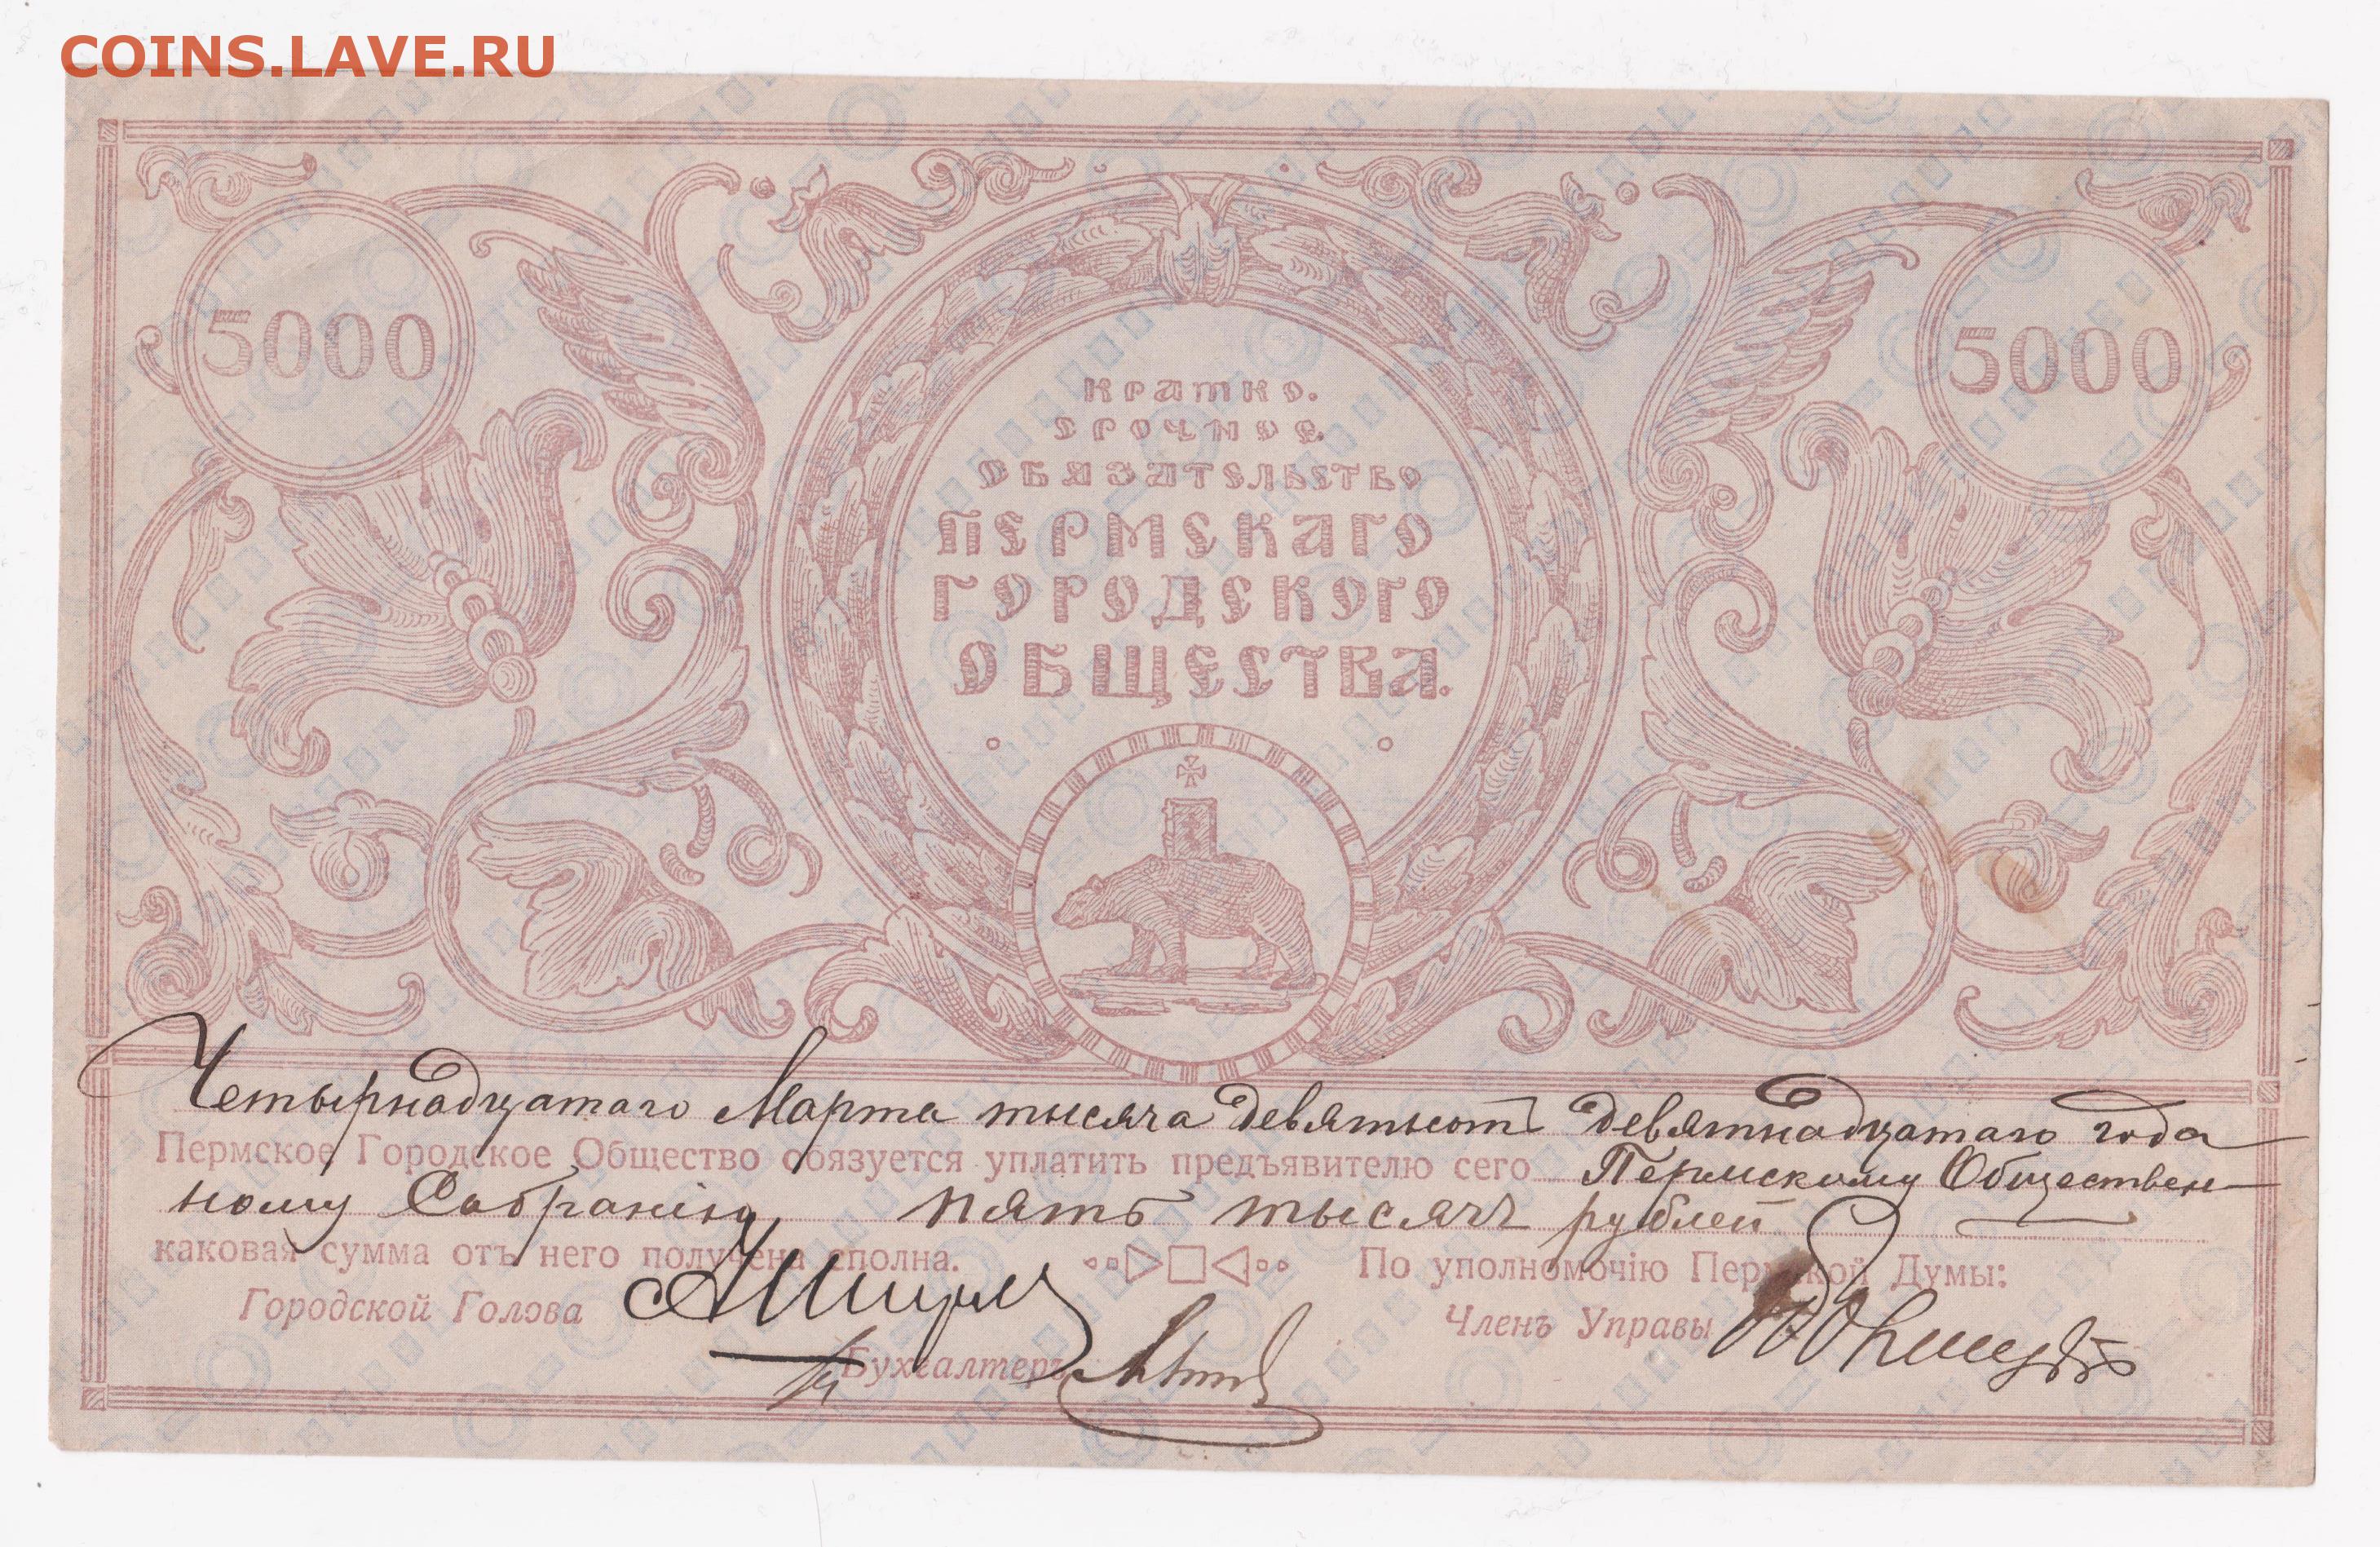 COINS.LAVE.RU
5000
5000
КРАТКО.
СРОЧНОЕ
ОБЯЗАТЕЛЬСТВО
ПЕРМСКАГО
ГОРОДСКОГО
ОБЩЕСТВА.
Четырнадцатаго Марта тысяча девятьсот девятнадцатаго года
Пермское Городское Общество обязуется уплатить предъявителю сего Пермскому Обществен-
ному Собранію пять тысячъ рублей
каковая сумма отъ него получена сполна. По уполномочію Пермской Думы:
Городской Голова
Членъ Управы
Бухгалтеръ